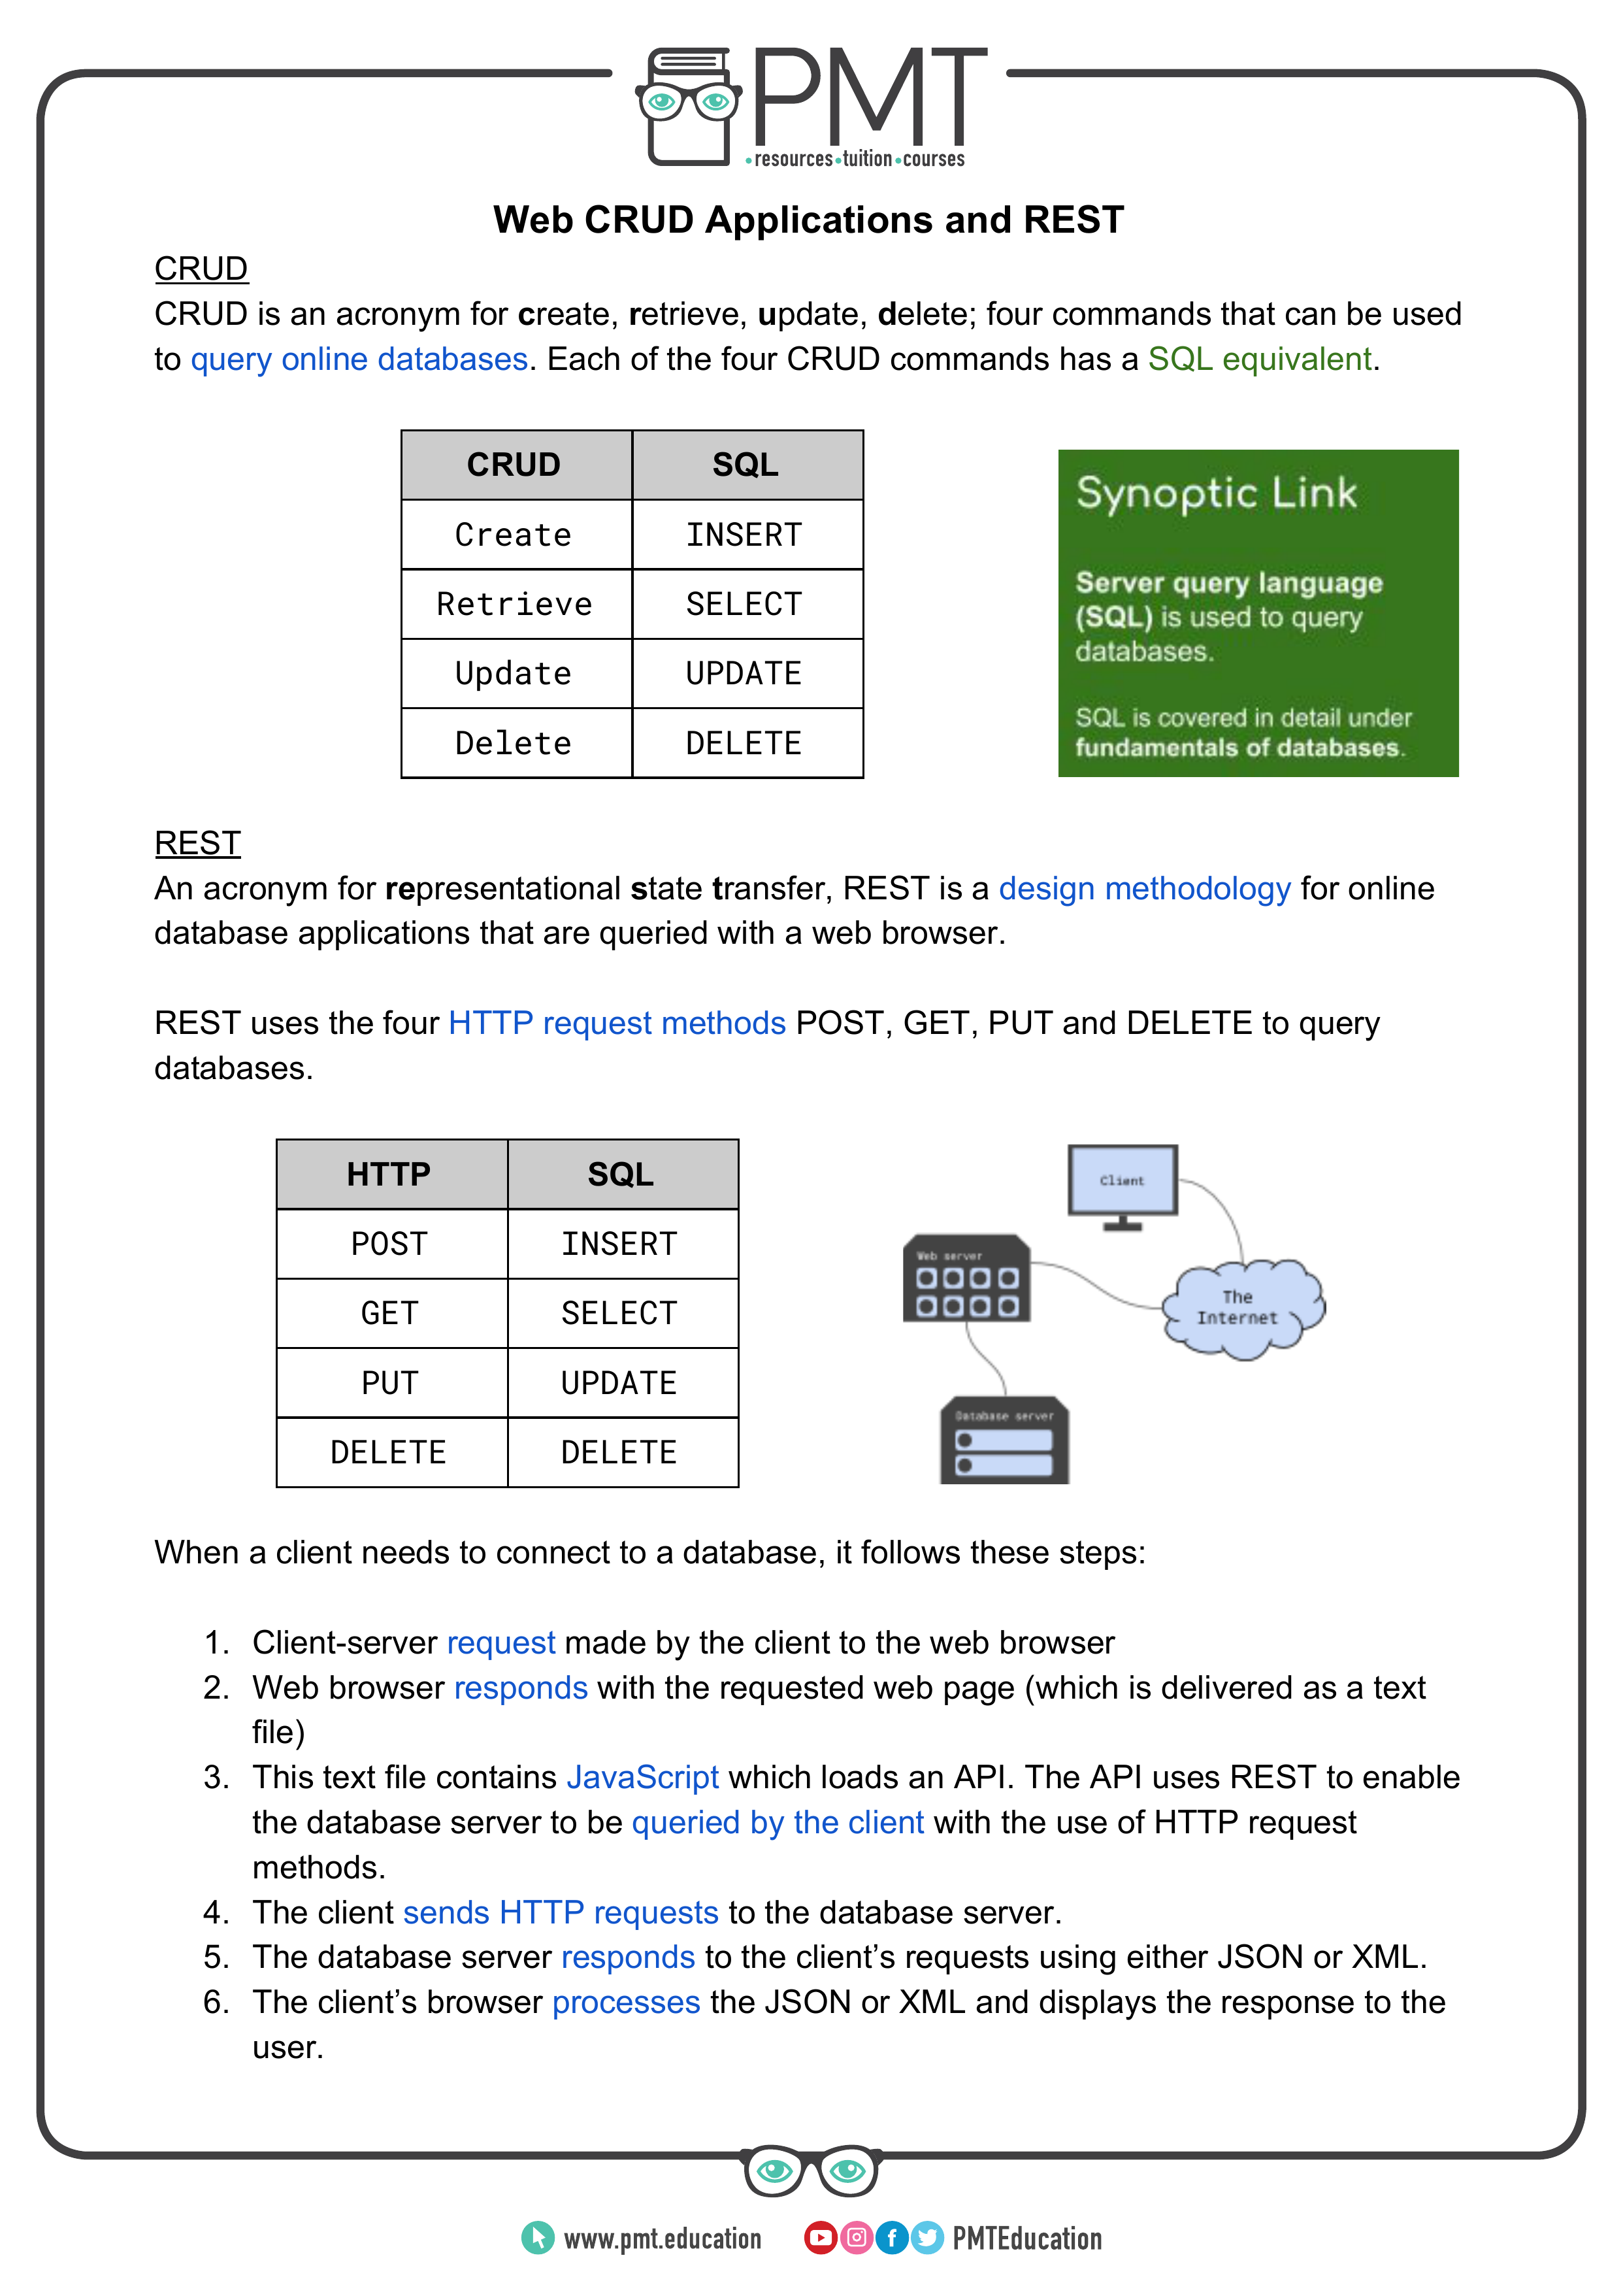 PMT
resources tuition courses
Web CRUD Applications and REST
CRUD
CRUD is an acronym for create, retrieve, update, delete; four commands that can be used
to query online databases. Each of the four CRUD commands has a SQL equivalent.
CRUD SQL
Create INSERT
Retrieve SELECT
Update UPDATE
Delete DELETE
Synoptic Link
Server query language
(SQL) is used to query
databases.
SQL is covered in detail under
fundamentals of databases.
REST
An acronym for representational state transfer, REST is a design methodology for online
database applications that are queried with a web browser.
REST uses the four HTTP request methods POST, GET, PUT and DELETE to query
databases.
HTTP SQL
POST INSERT
GET SELECT
PUT UPDATE
DELETE DELETE
Client
Web server
The
Internet
Database server
When a client needs to connect to a database, it follows these steps:
1. Client-server request made by the client to the web browser
2. Web browser responds with the requested web page (which is delivered as a text
file)
3. This text file contains JavaScript which loads an API. The API uses REST to enable
the database server to be queried by the client with the use of HTTP request
methods.
4. The client sends HTTP requests to the database server.
5. The database server responds to the client’s requests using either JSON or XML.
6. The client’s browser processes the JSON or XML and displays the response to the
user.
www.pmt.education PMTEducation